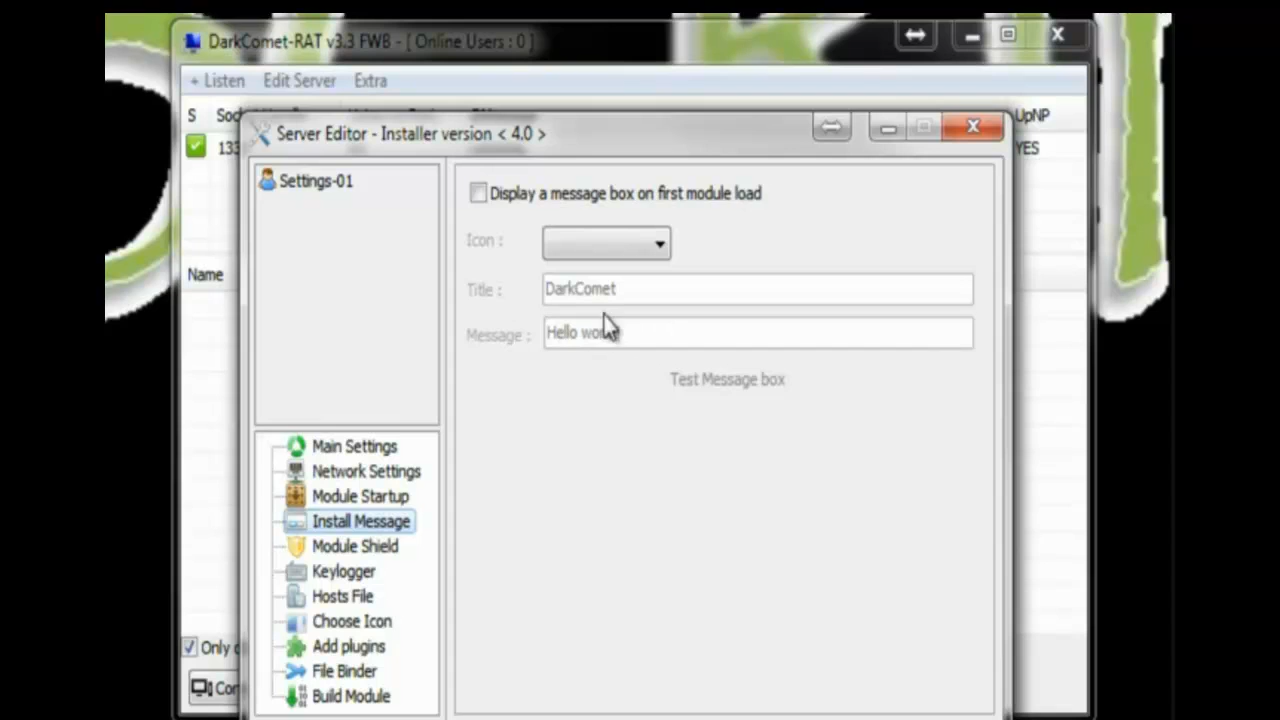 DarkComet-RAT v3.3 FWB - [ Online Users : 0 ]
+ Listen Edit Server Extra
S UpNP
YES
Name
Only
Server Editor - Installer version < 4.0 >
Settings-01
Main Settings
Network Settings
Module Startup
Install Message
Module Shield
Keylogger
Hosts File
Choose Icon
Add plugins
File Binder
Build Module
Display a message box on first module load
Icon :
Title : DarkComet
Message : Hello
Test Message box